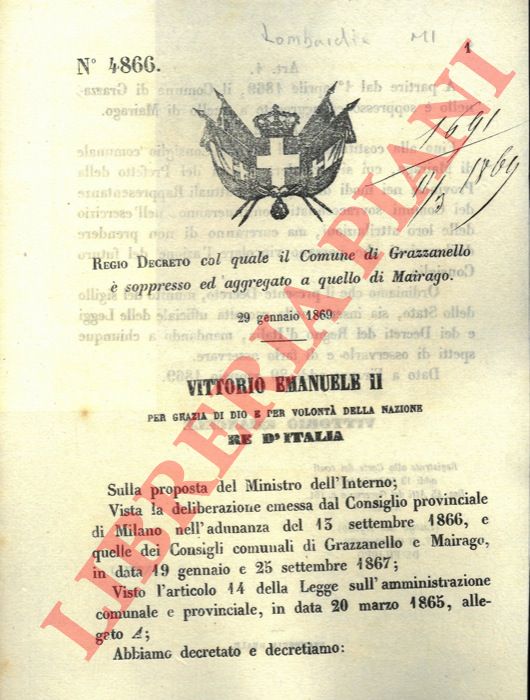 Lombardia MI
1
N° 4866.
1691
11/3 1869
REGIO DECRETO col quale il Comune di Grazzanello
è soppresso ed aggregato a quello di Mairago.
29 gennaio 1869
VITTORIO EMANUELE II
PER GRAZIA DI DIO E PER VOLONTÀ DELLA NAZIONE
RE D'ITALIA
Sulla proposta del Ministro dell'Interno;
Vista la deliberazione emessa dal Consiglio provinciale
di Milano nell'adunanza del 13 settembre 1866, e
quelle dei Consigli comunali di Grazzanello e Mairago,
in data 19 gennaio e 25 settembre 1867;
Visto l'articolo 14 della Legge sull'amministrazione
comunale e provinciale, in data 20 marzo 1865, alle-
gato A;
Abbiamo decretato e decretiamo:
LIBRERIA PIANI